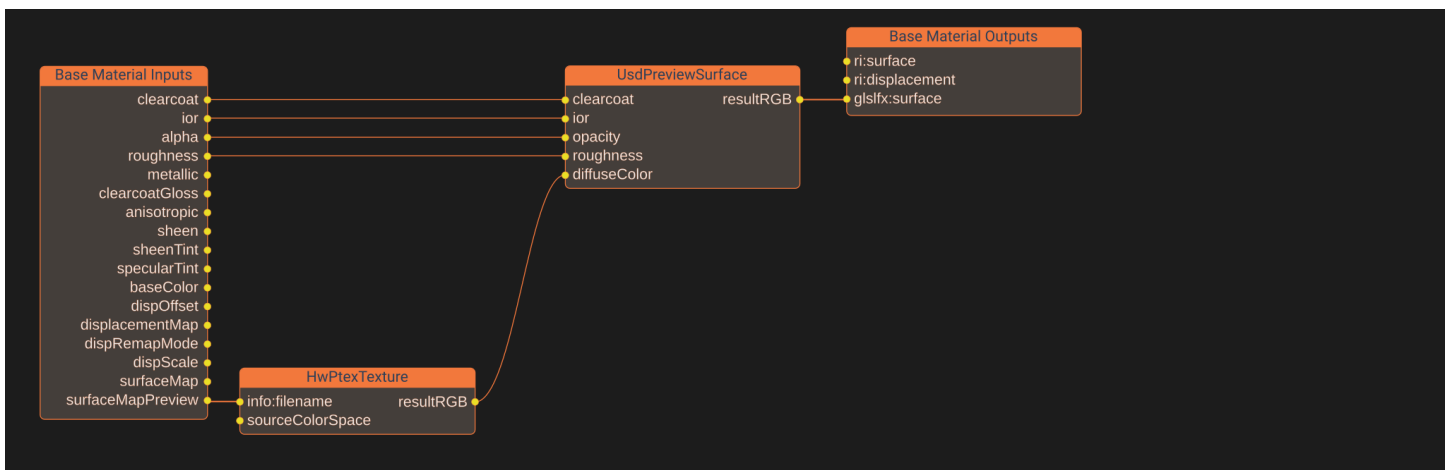 Base Material Inputs
clearcoat
ior
alpha
roughness
metallic
clearcoatGloss
anisotropic
sheen
sheenTint
specularTint
baseColor
dispOffset
displacementMap
dispRemapMode
dispScale
surfaceMap
surfaceMapPreview
HwPtexTexture
info:filename resultRGB
sourceColorSpace
UsdPreviewSurface
clearcoat resultRGB
ior
opacity
roughness
diffuseColor
Base Material Outputs
ri:surface
ri:displacement
glslfx:surface